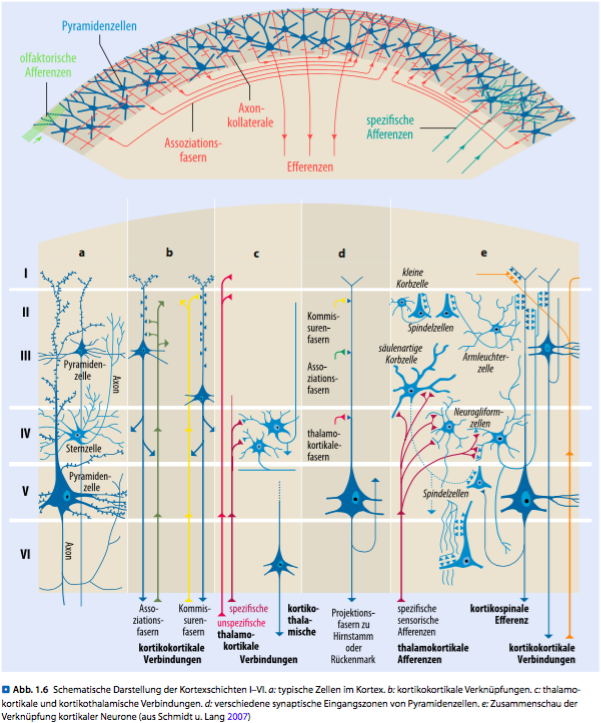 Pyramidenzellen
olfaktorische
Afferenzen
Axon-
kollaterale
spezifische
Afferenzen
Assoziations-
fasern
Efferenzen
a
b
c
d
e
I
II
III
IV
V
VI
Pyramiden-
zelle
Axon
Sternzelle
Pyramiden-
zelle
Axon
Asso-
ziations-
fasern
Kommis-
suren-
fasern
kortikokortikale
Verbindungen
spezifische
unspezifische
thalamo-
kortikale
Verbindungen
kortiko-
thala-
mische
Kommis-
suren-
fasern
Asso-
ziations-
fasern
thalamo-
kortikale-
fasern
Projektions-
fasern zu
Hirnstamm
oder
Rückenmark
kleine
Korbzelle
Spindelzellen
säulenartige
Korbzelle
Armleuchter-
zelle
Neurogliform-
zellen
Spindelzellen
spezifische
sensorische
Afferenzen
thalamokortikale
Afferenzen
kortikospinale
Efferenz
kortikokortikale
Verbindungen
Abb. 1.6 Schematische Darstellung der Kortexschichten I–VI. a: typische Zellen im Kortex. b: kortikokortikale Verknüpfungen. c: thalamo-
kortikale und kortikothalamische Verbindungen. d: verschiedene synaptische Eingangszonen von Pyramidenzellen. e: Zusammenschau der
Verknüpfung kortikaler Neurone (aus Schmidt u. Lang 2007)